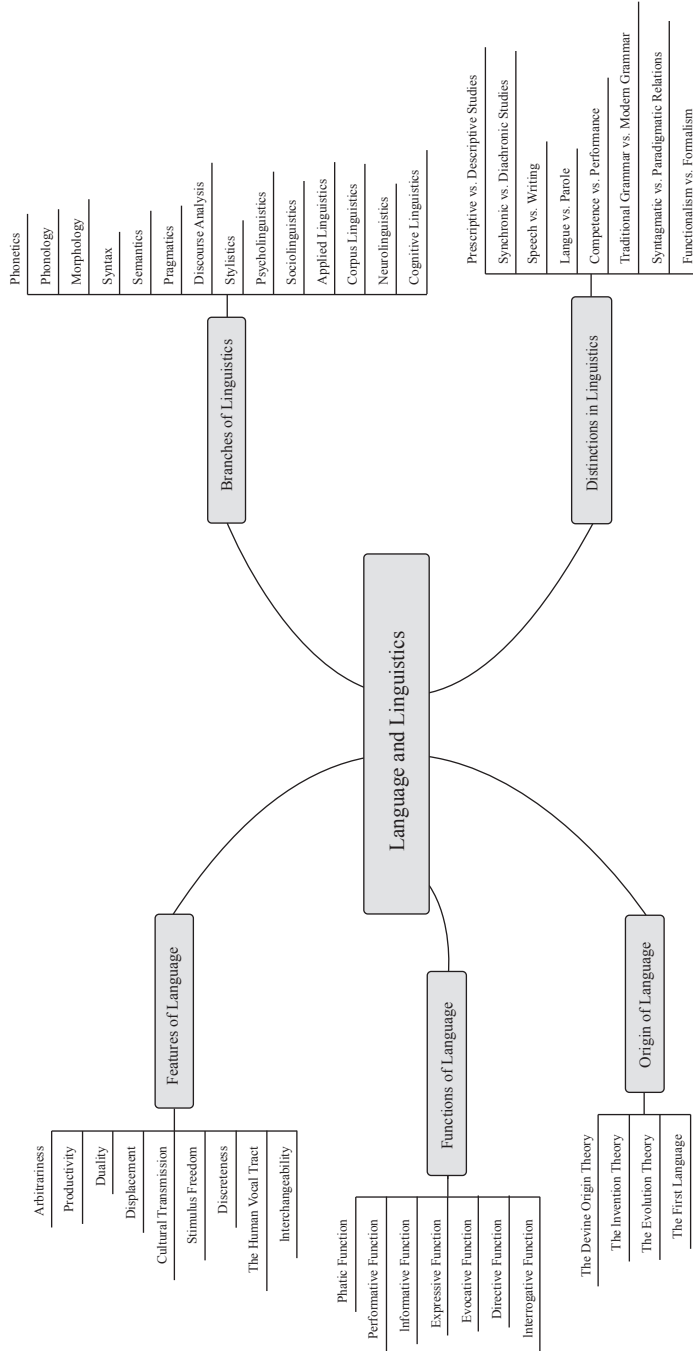 Language and Linguistics
Features of Language
Arbitrariness
Productivity
Duality
Displacement
Cultural Transmission
Stimulus Freedom
Discreteness
The Human Vocal Tract
Interchangeability
Functions of Language
Phatic Function
Performative Function
Informative Function
Expressive Function
Evocative Function
Directive Function
Interrogative Function
Origin of Language
The Devine Origin Theory
The Invention Theory
The Evolution Theory
The First Language
Branches of Linguistics
Phonetics
Phonology
Morphology
Syntax
Semantics
Pragmatics
Discourse Analysis
Stylistics
Psycholinguistics
Sociolinguistics
Applied Linguistics
Corpus Linguistics
Neurolinguistics
Cognitive Linguistics
Distinctions in Linguistics
Prescriptive vs. Descriptive Studies
Synchronic vs. Diachronic Studies
Speech vs. Writing
Langue vs. Parole
Competence vs. Performance
Traditional Grammar vs. Modern Grammar
Syntagmatic vs. Paradigmatic Relations
Functionalism vs. Formalism